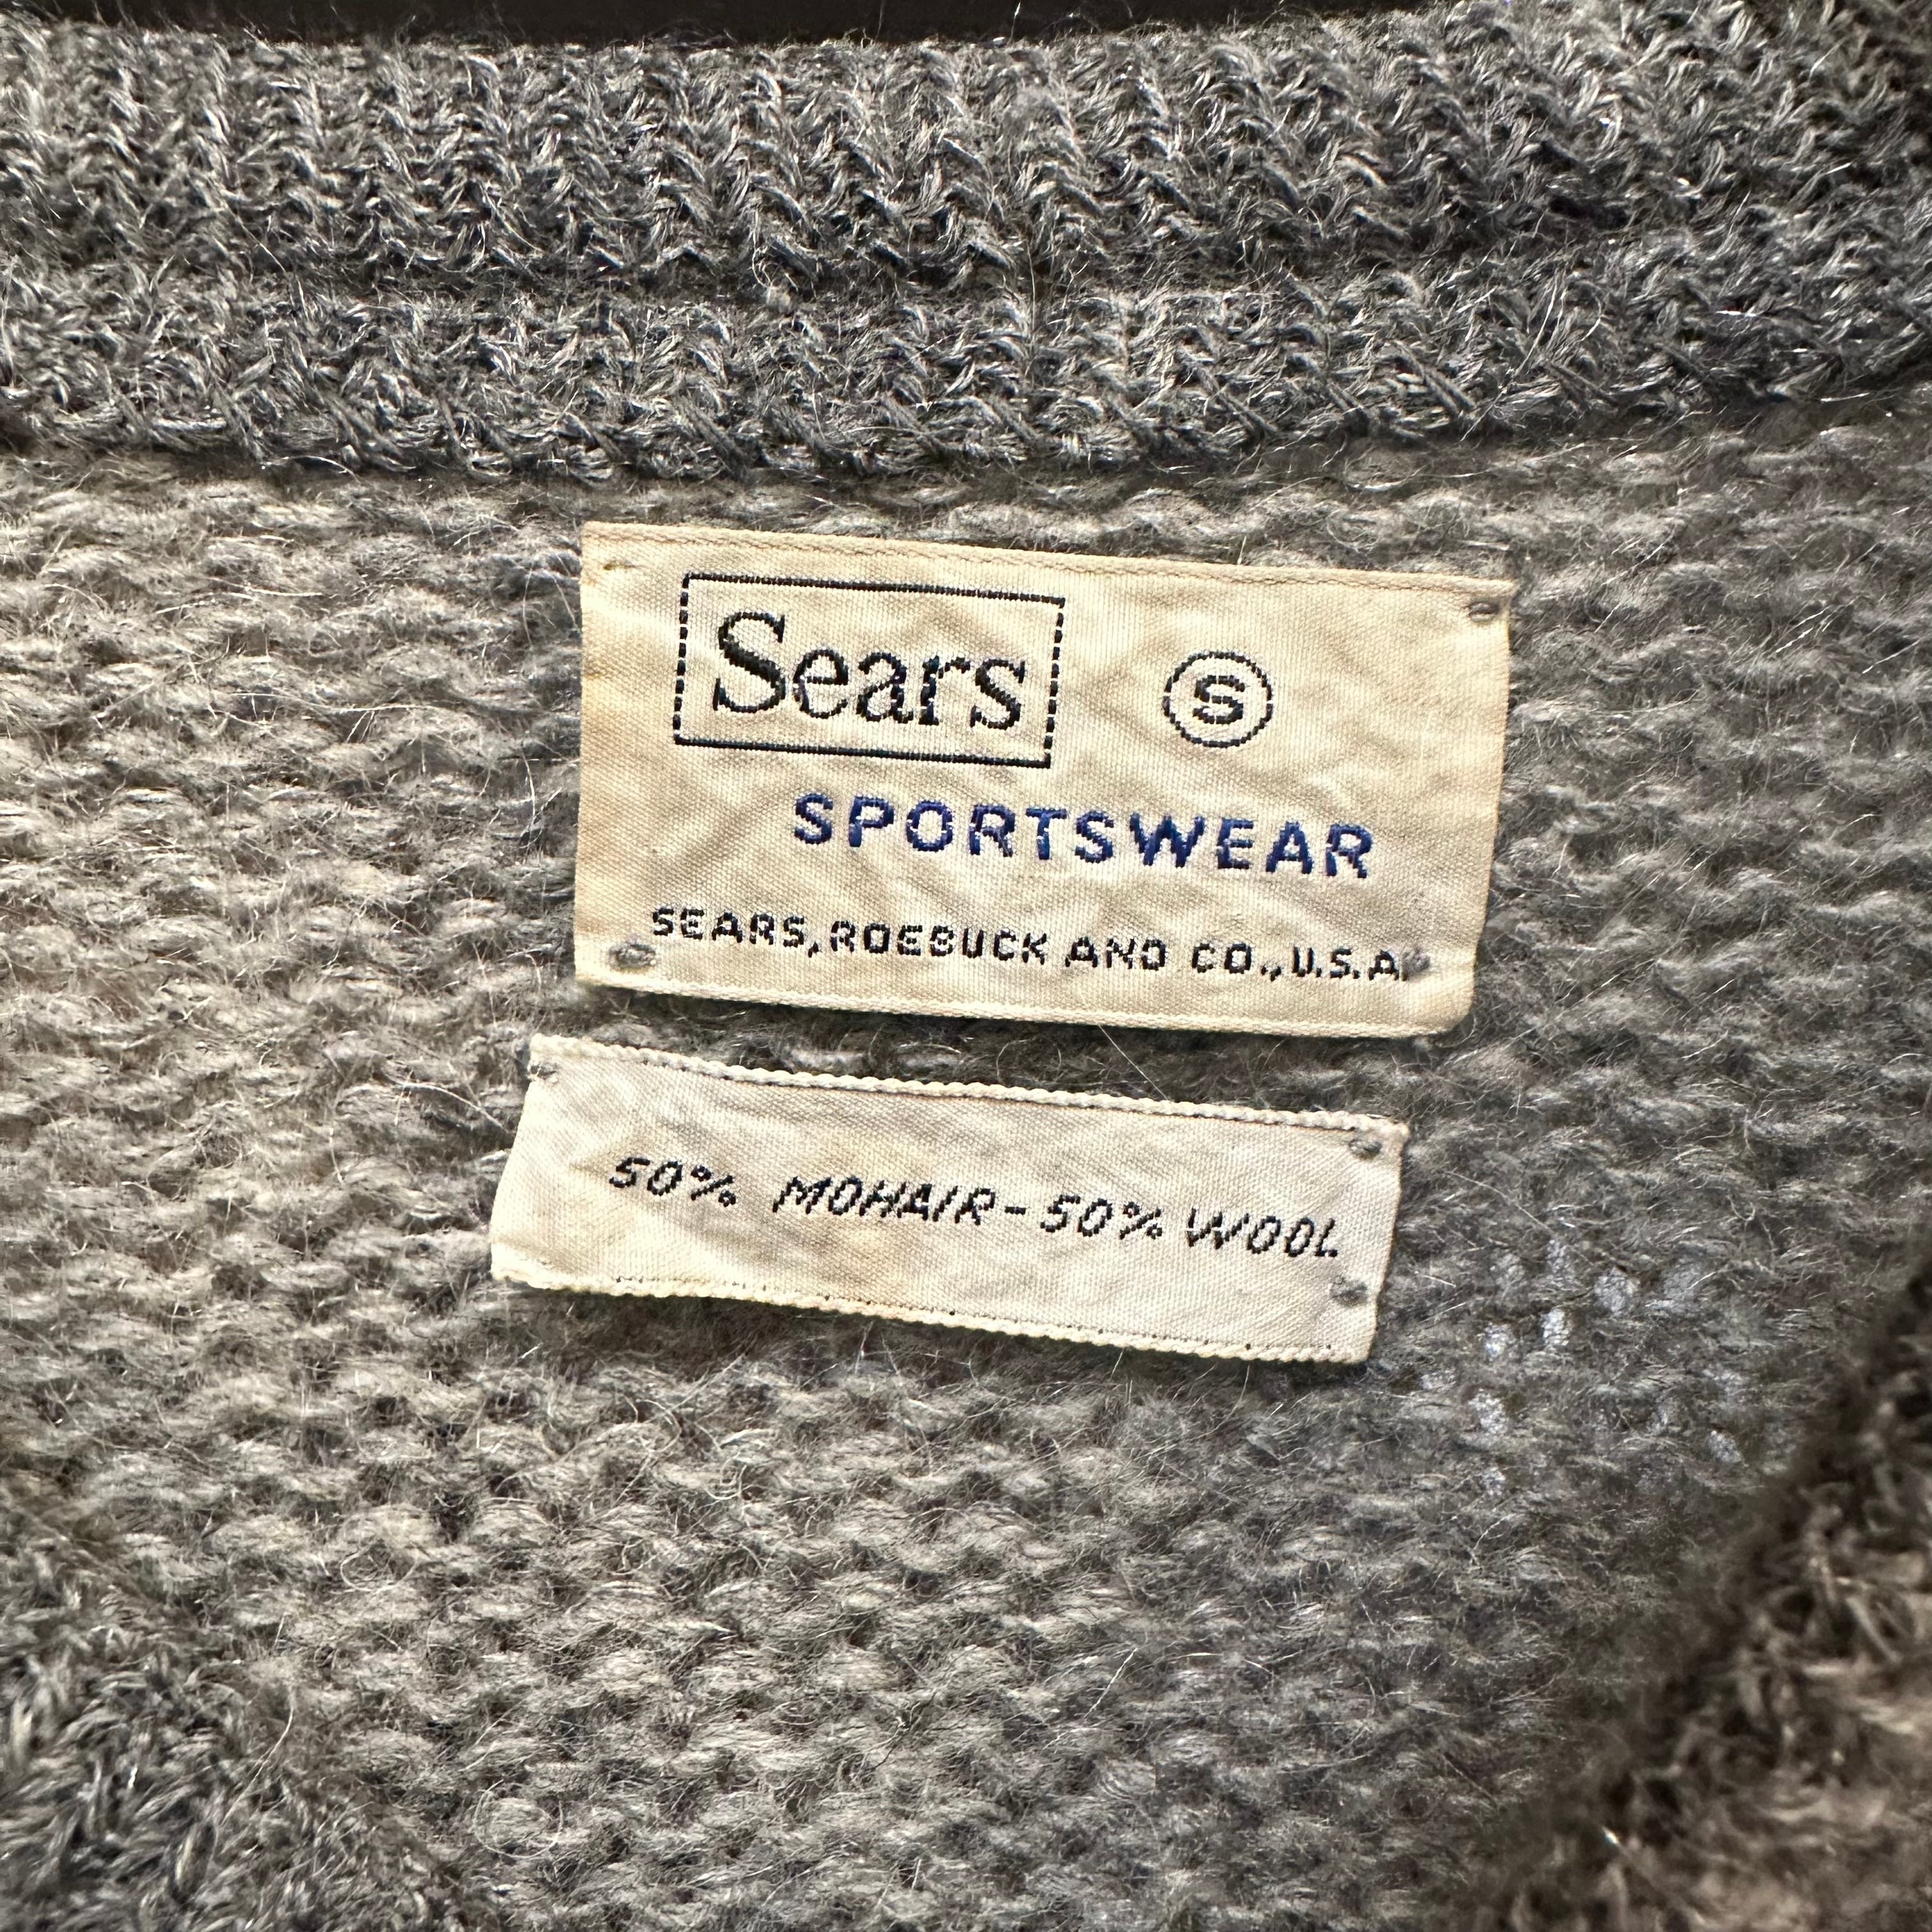 Sears S
SPORTSWEAR
SEARS, ROEBUCK AND CO., U.S.A.
50% MOHAIR - 50% WOOL